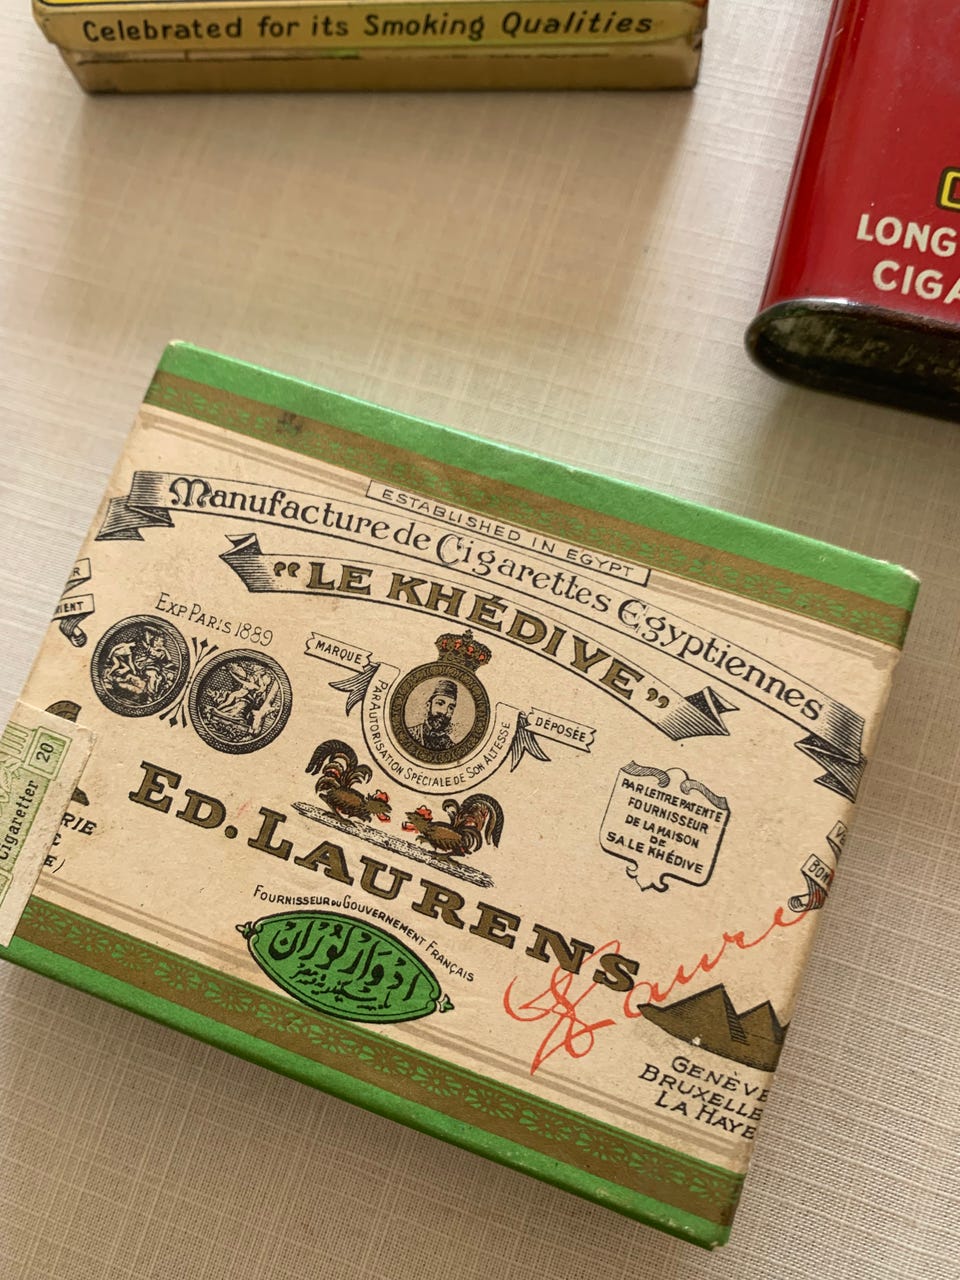 Celebrated for its Smoking Qualities
LONG
CIGA
ESTABLISHED IN EGYPT
Manufacture de Cigarettes Egyptiennes
"LE KHÉDIVE"
EXP. PARIS 1889
MARQUE
DÉPOSÉE
PAR AUTORISATION SPÉCIALE DE SON ALTESSE
PAR LETTRE PATENTE
FOURNISSEUR
DE LA MAISON
DE
S.A. LE KHÉDIVE
ED. LAURENS
FOURNISSEUR DU GOUVERNEMENT FRANÇAIS
ادوار لوران
GENÈVE
BRUXELLE
LA HAYE
20
Cigaretter
RIE